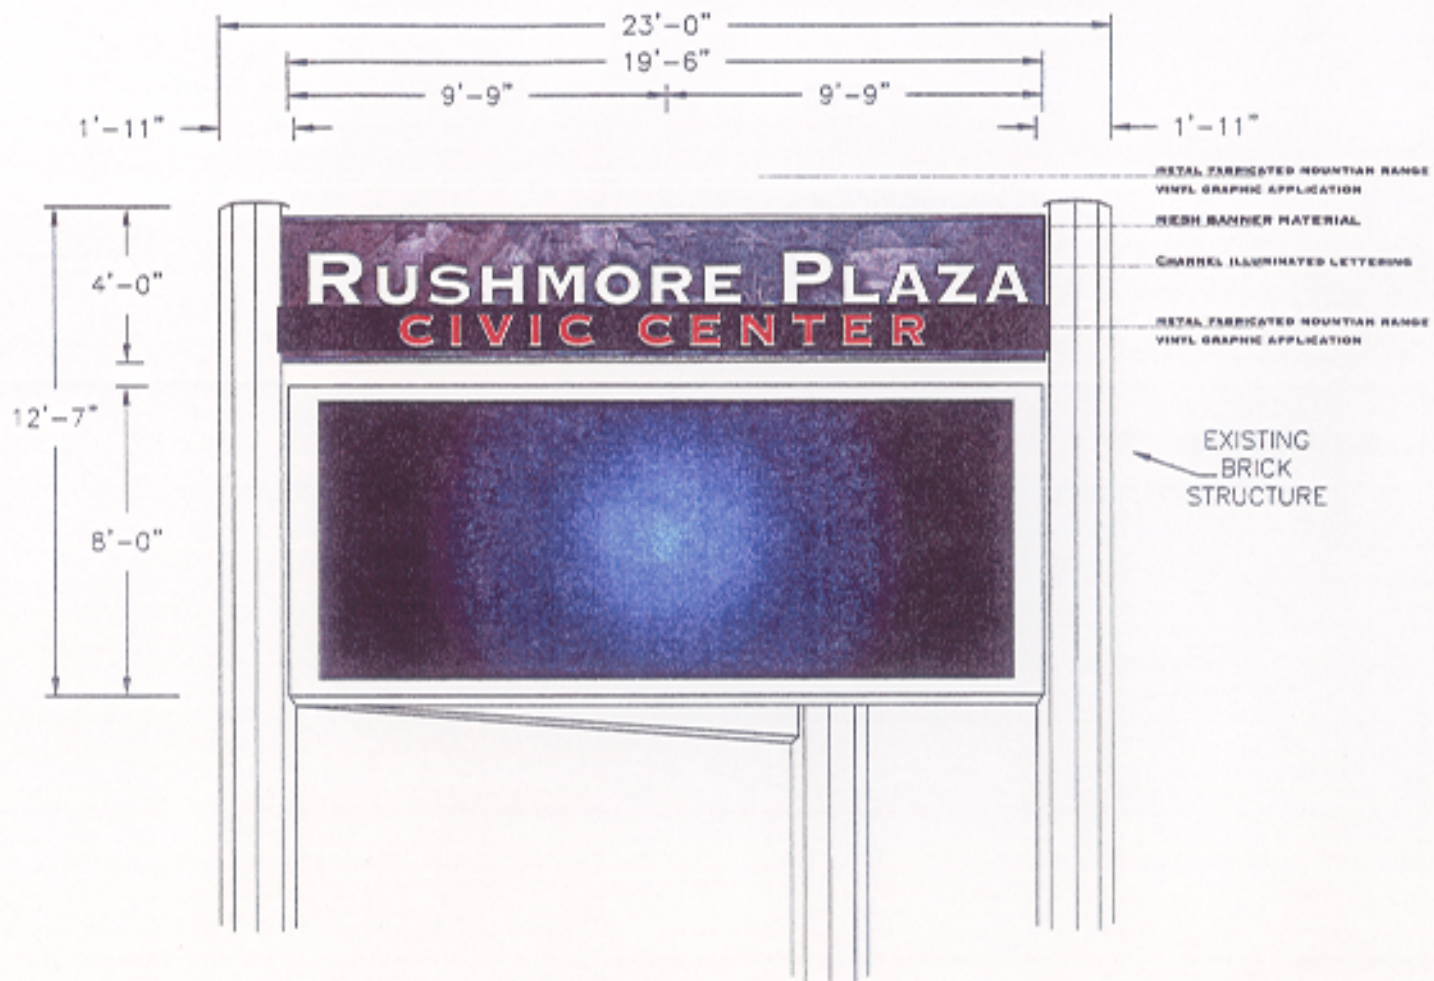 23'-0"
19'-6"
9'-9" 9'-9"
1'-11" 1'-11"
METAL FABRICATED MOUNTIAN RANGE
VINYL GRAPHIC APPLICATION
MESH BANNER MATERIAL
4'-0"
CHANNEL ILLUMINATED LETTERING
RUSHMORE PLAZA
CIVIC CENTER
METAL FABRICATED MOUNTIAN RANGE
VINYL GRAPHIC APPLICATION
12'-7"
EXISTING
BRICK
STRUCTURE
8'-0"